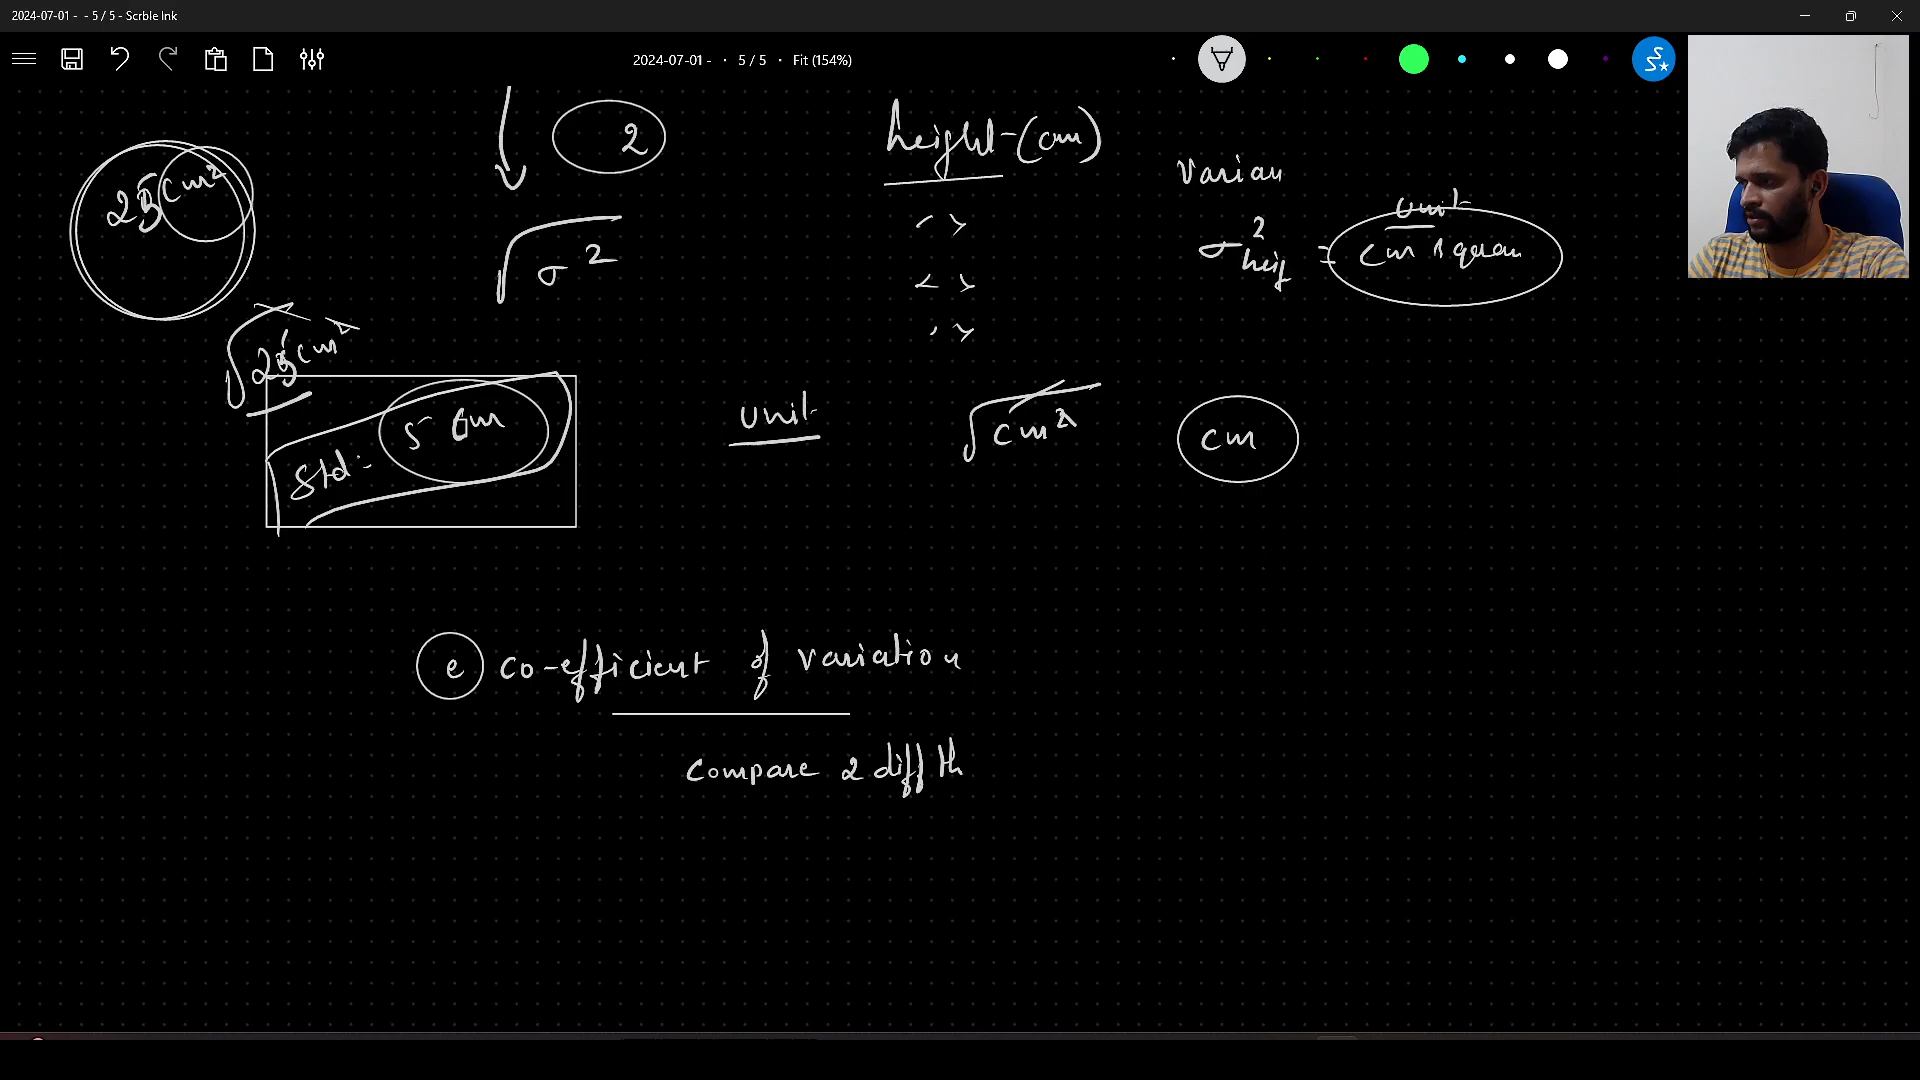 2024-07-01 - - 5 / 5 - Scrble Ink
2024-07-01 - • 5 / 5 • Fit (154%)
2
height-(cm)
25 cm²
Varian
unit
√σ²
σ² heig = cm squar
√25 cm²
Std:- 5 cm
unit
√cm²
cm
e co-efficient of variation
Compare 2 diff th